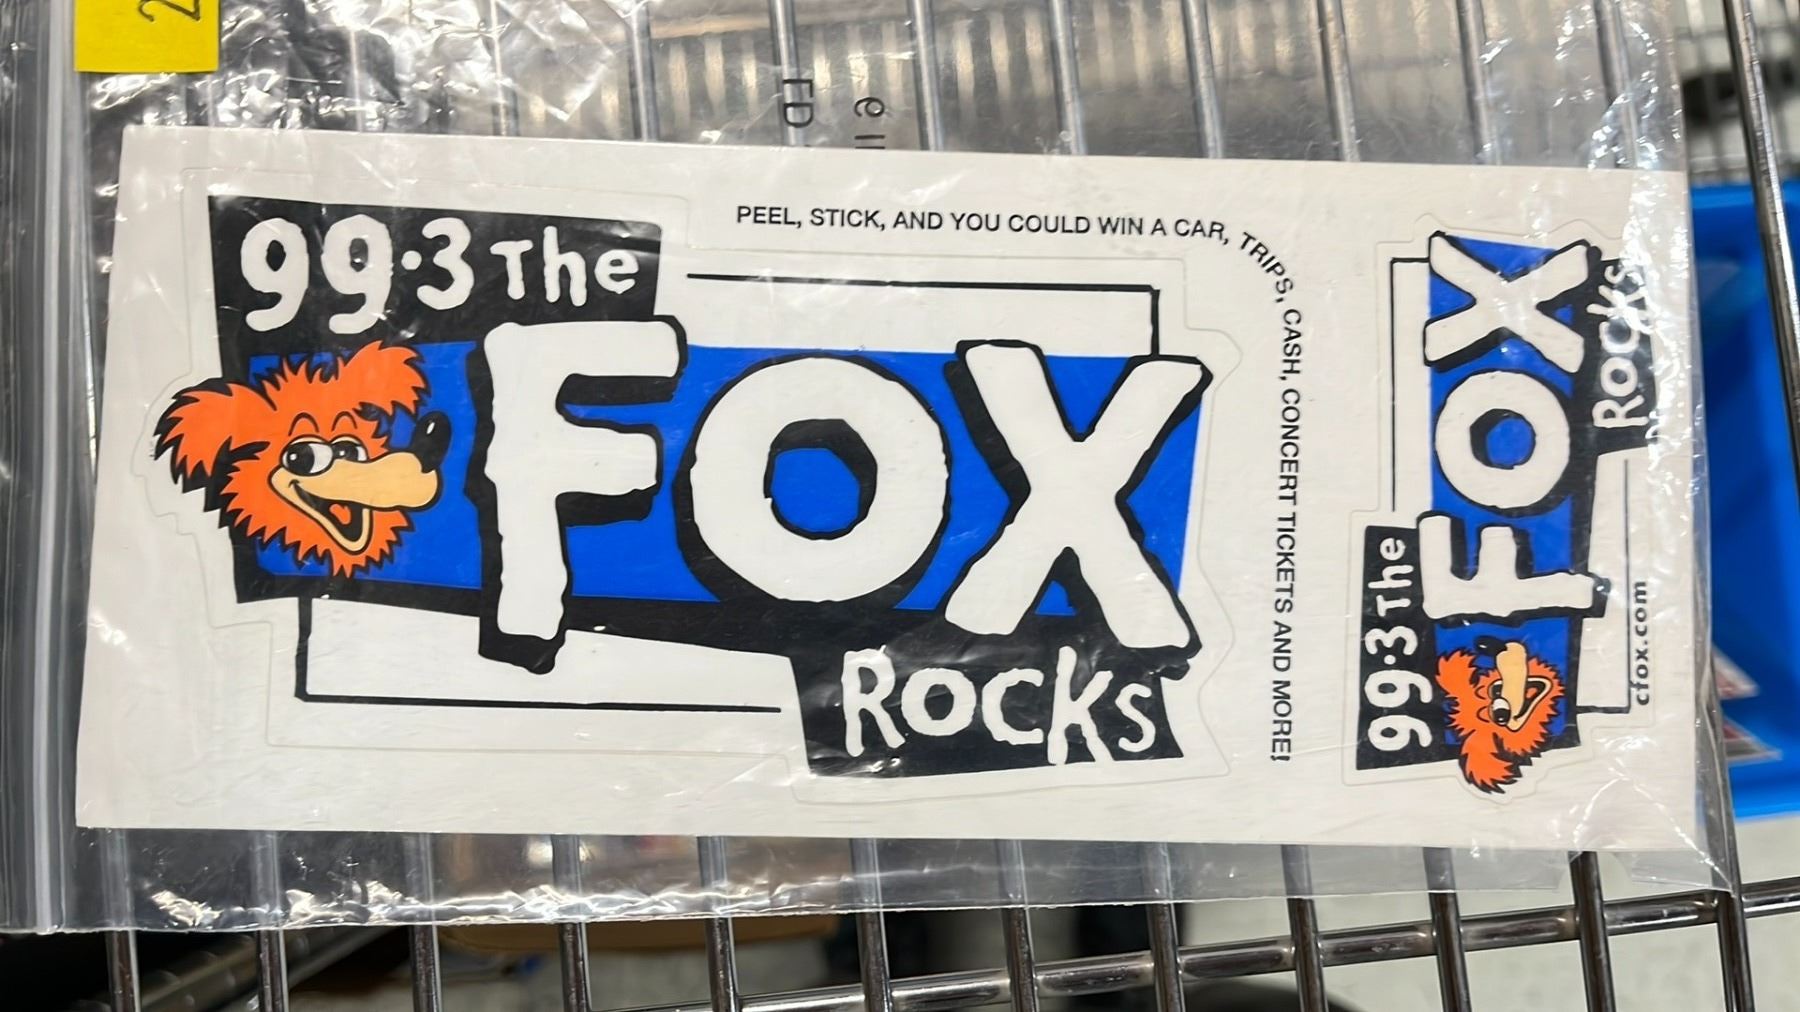 99.3 The
FOX
ROCKS
PEEL, STICK, AND YOU COULD WIN A CAR, TRIPS, CASH, CONCERT TICKETS AND MORE!
99.3 The
FOX
ROCKS
cfox.com